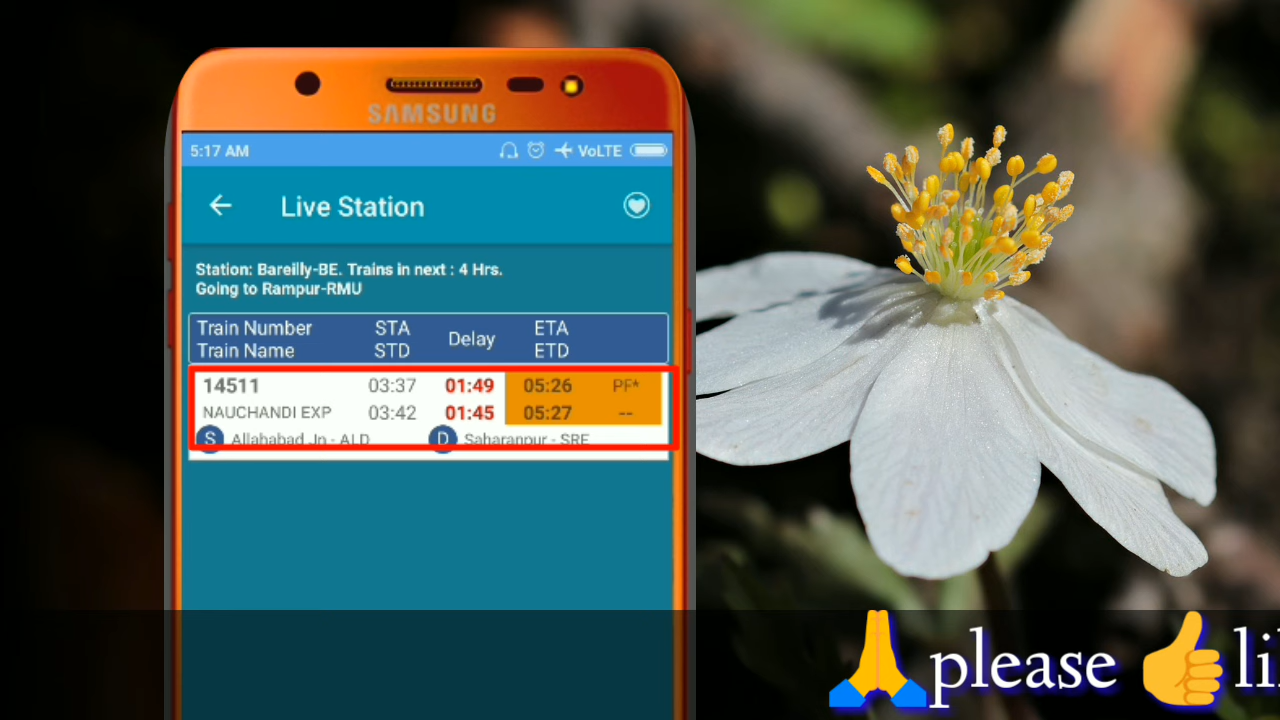 SAMSUNG
5:17 AM VoLTE
Live Station
Station: Bareilly-BE. Trains in next : 4 Hrs.
Going to Rampur-RMU
Train Number STA Delay ETA
Train Name STD ETD
14511 03:37 01:49 05:26 PF*
NAUCHANDI EXP 03:42 01:45 05:27 --
S Allahabad Jn - ALD D Saharanpur - SRE
please li